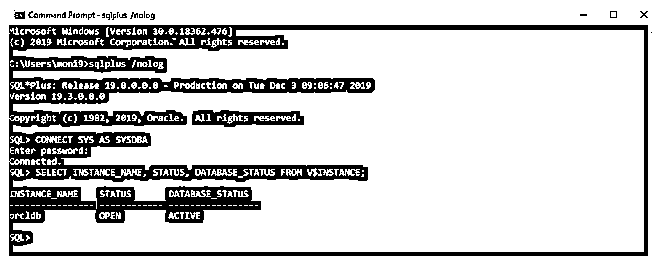 Command Prompt - sqlplus /nolog
Microsoft Windows [Version 10.0.18362.476]
(c) 2019 Microsoft Corporation. All rights reserved.
C:\Users\moni9>sqlplus /nolog
SQL*Plus: Release 19.0.0.0.0 - Production on Tue Dec 3 09:06:47 2019
Version 19.3.0.0.0
Copyright (c) 1982, 2019, Oracle.  All rights reserved.
SQL> CONNECT SYS AS SYSDBA
Enter password:
Connected.
SQL> SELECT INSTANCE_NAME, STATUS, DATABASE_STATUS FROM V$INSTANCE;
INSTANCE_NAME    STATUS       DATABASE_STATUS
---------------- ------------ -----------------
orcldb           OPEN         ACTIVE
SQL>